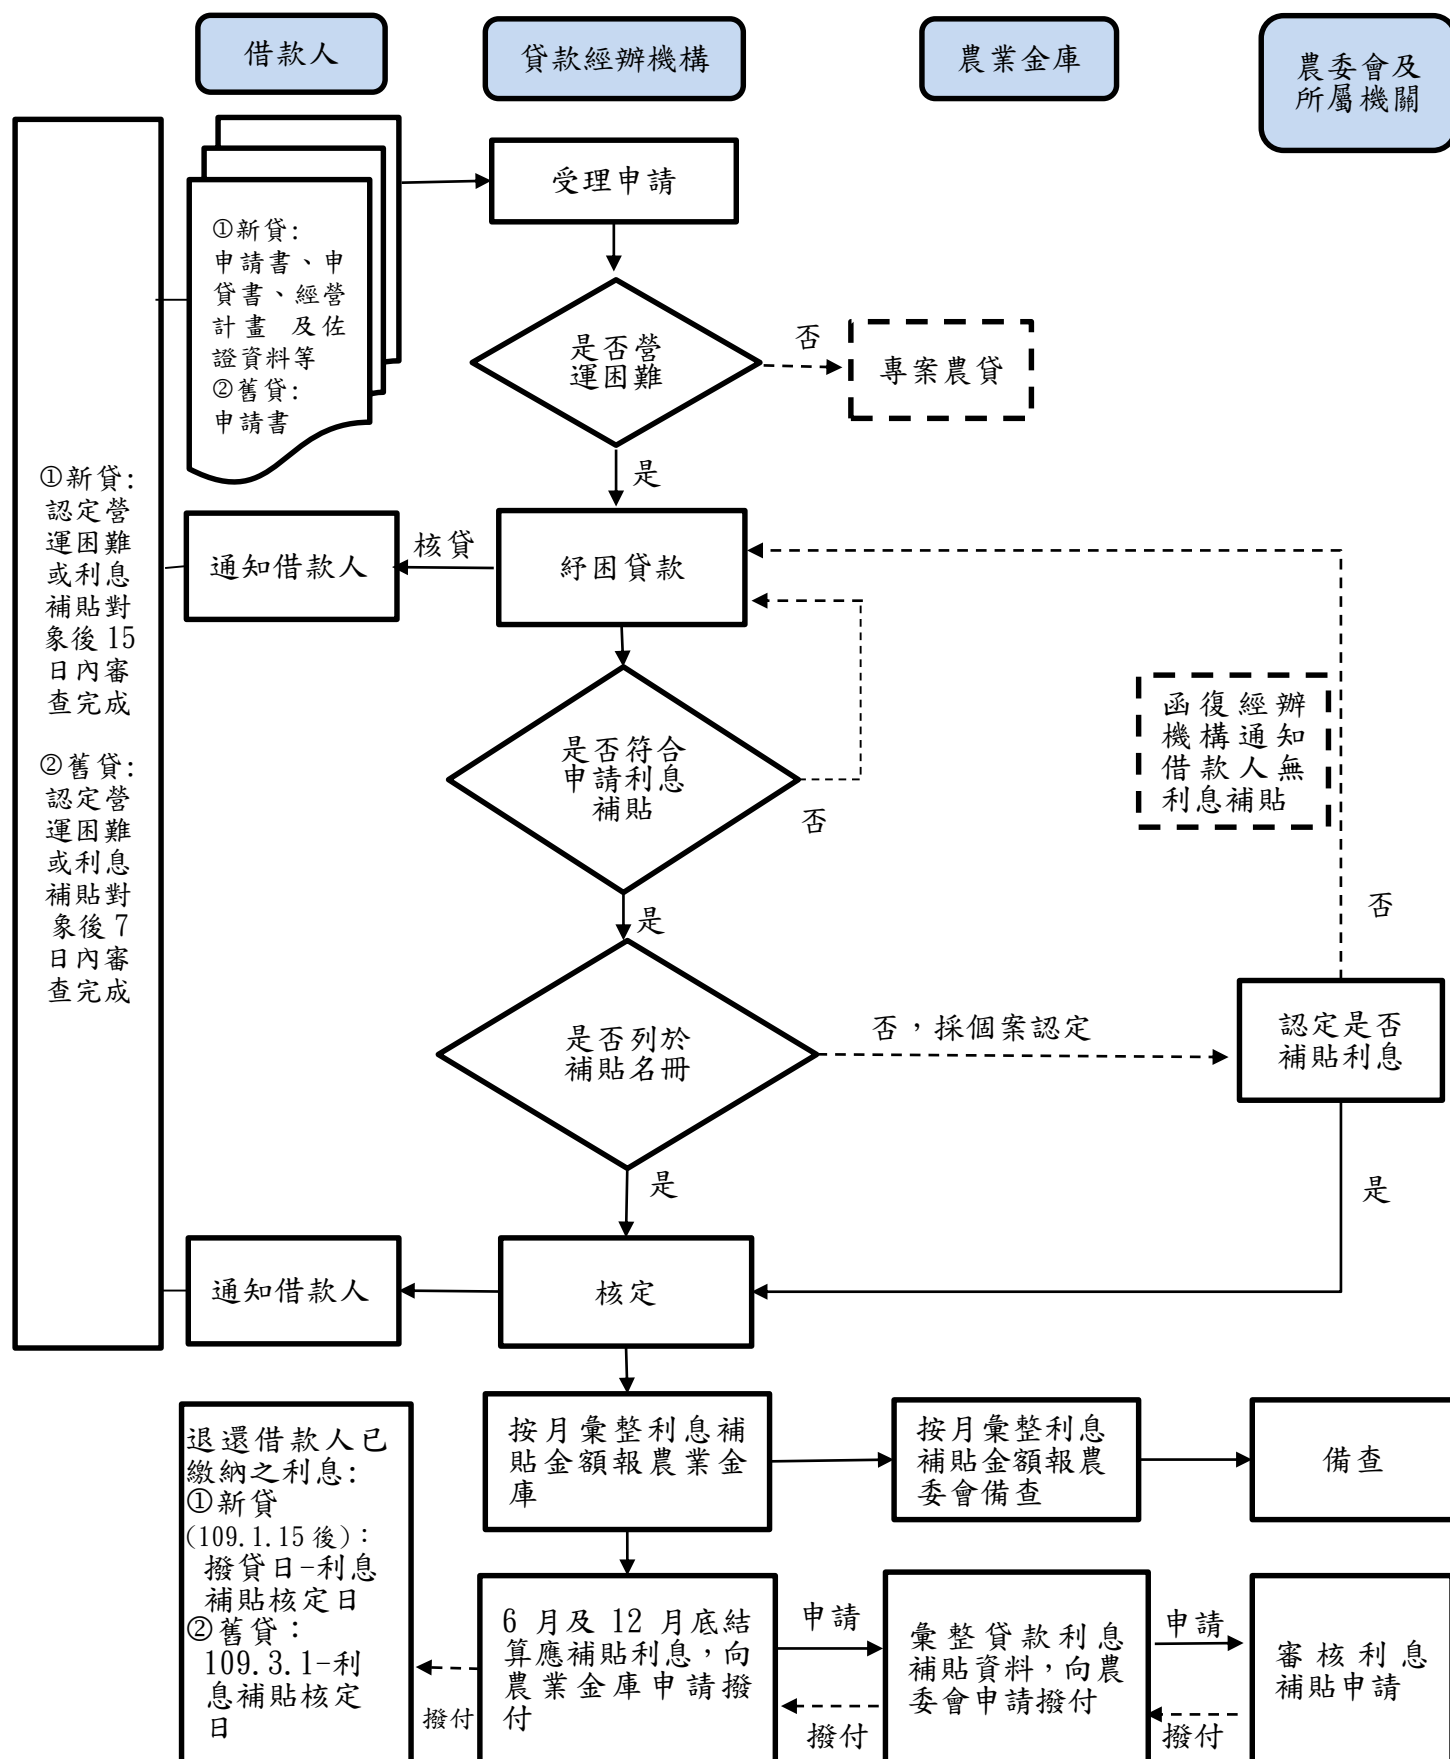 借款人
貸款經辦機構
農業金庫
農委會及
所屬機關
①新貸:
申請書、申
貸書、經營
計畫 及佐
證資料等
②舊貸:
申請書
受理申請
是否營
運困難
否
專案農貸
是
①新貸:
認定營
運困難
或利息
補貼對
象後 15
日內審
查完成
②舊貸:
認定營
運困難
或利息
補貼對
象後 7
日內審
查完成
通知借款人
核貸
紓困貸款
是否符合
申請利息
補貼
否
函復經辦
機構通知
借款人無
利息補貼
否
是
是否列於
補貼名冊
否，採個案認定
認定是否
補貼利息
是
是
通知借款人
核定
退還借款人已
繳納之利息:
①新貸
(109.1.15 後):
撥貸日-利息
補貼核定日
②舊貸:
109.3.1-利
息補貼核定
日
按月彙整利息補
貼金額報農業金
庫
按月彙整利息
補貼金額報農
委會備查
備查
撥付
6 月及 12 月底結
算應補貼利息，向
農業金庫申請撥
付
申請
撥付
彙整貸款利息
補貼資料，向農
委會申請撥付
申請
撥付
審核利息
補貼申請